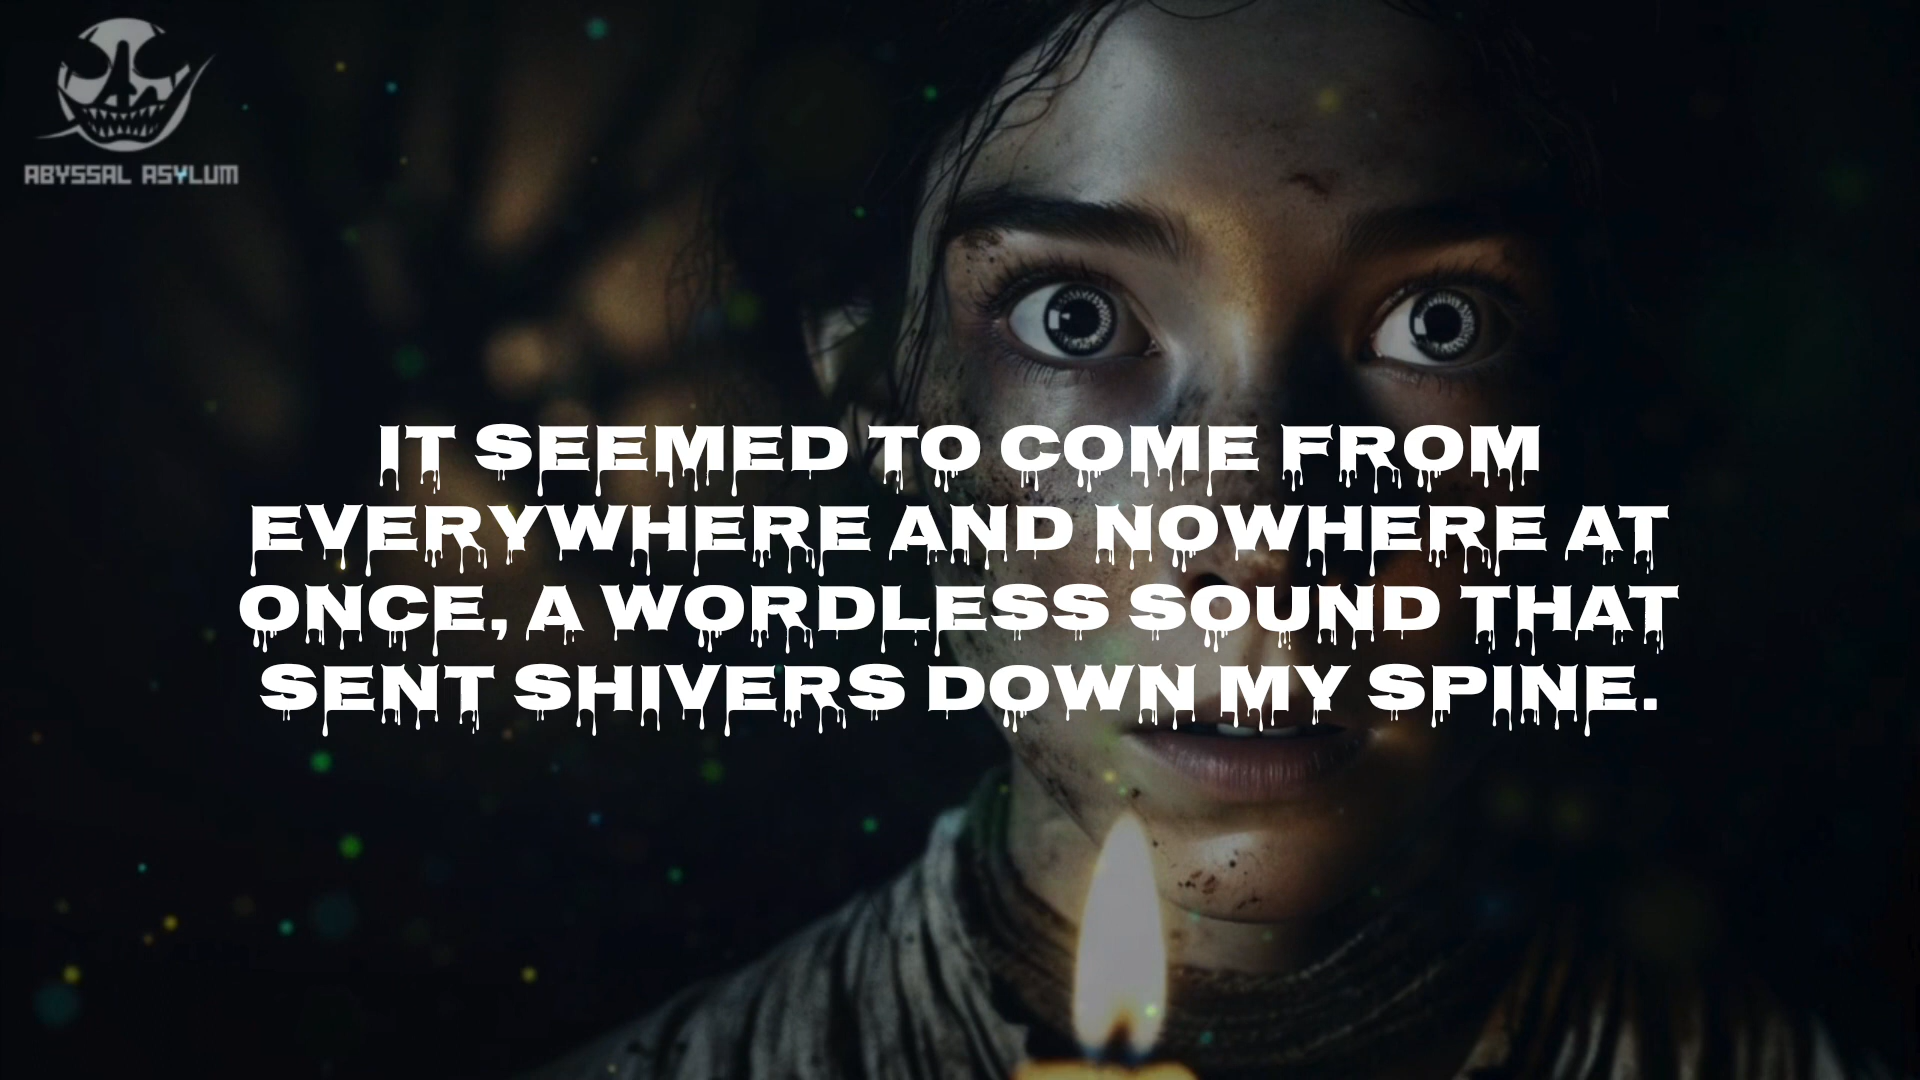 ABYSSAL ASYLUM
IT SEEMED TO COME FROM
EVERYWHERE AND NOWHERE AT
ONCE, A WORDLESS SOUND THAT
SENT SHIVERS DOWN MY SPINE.